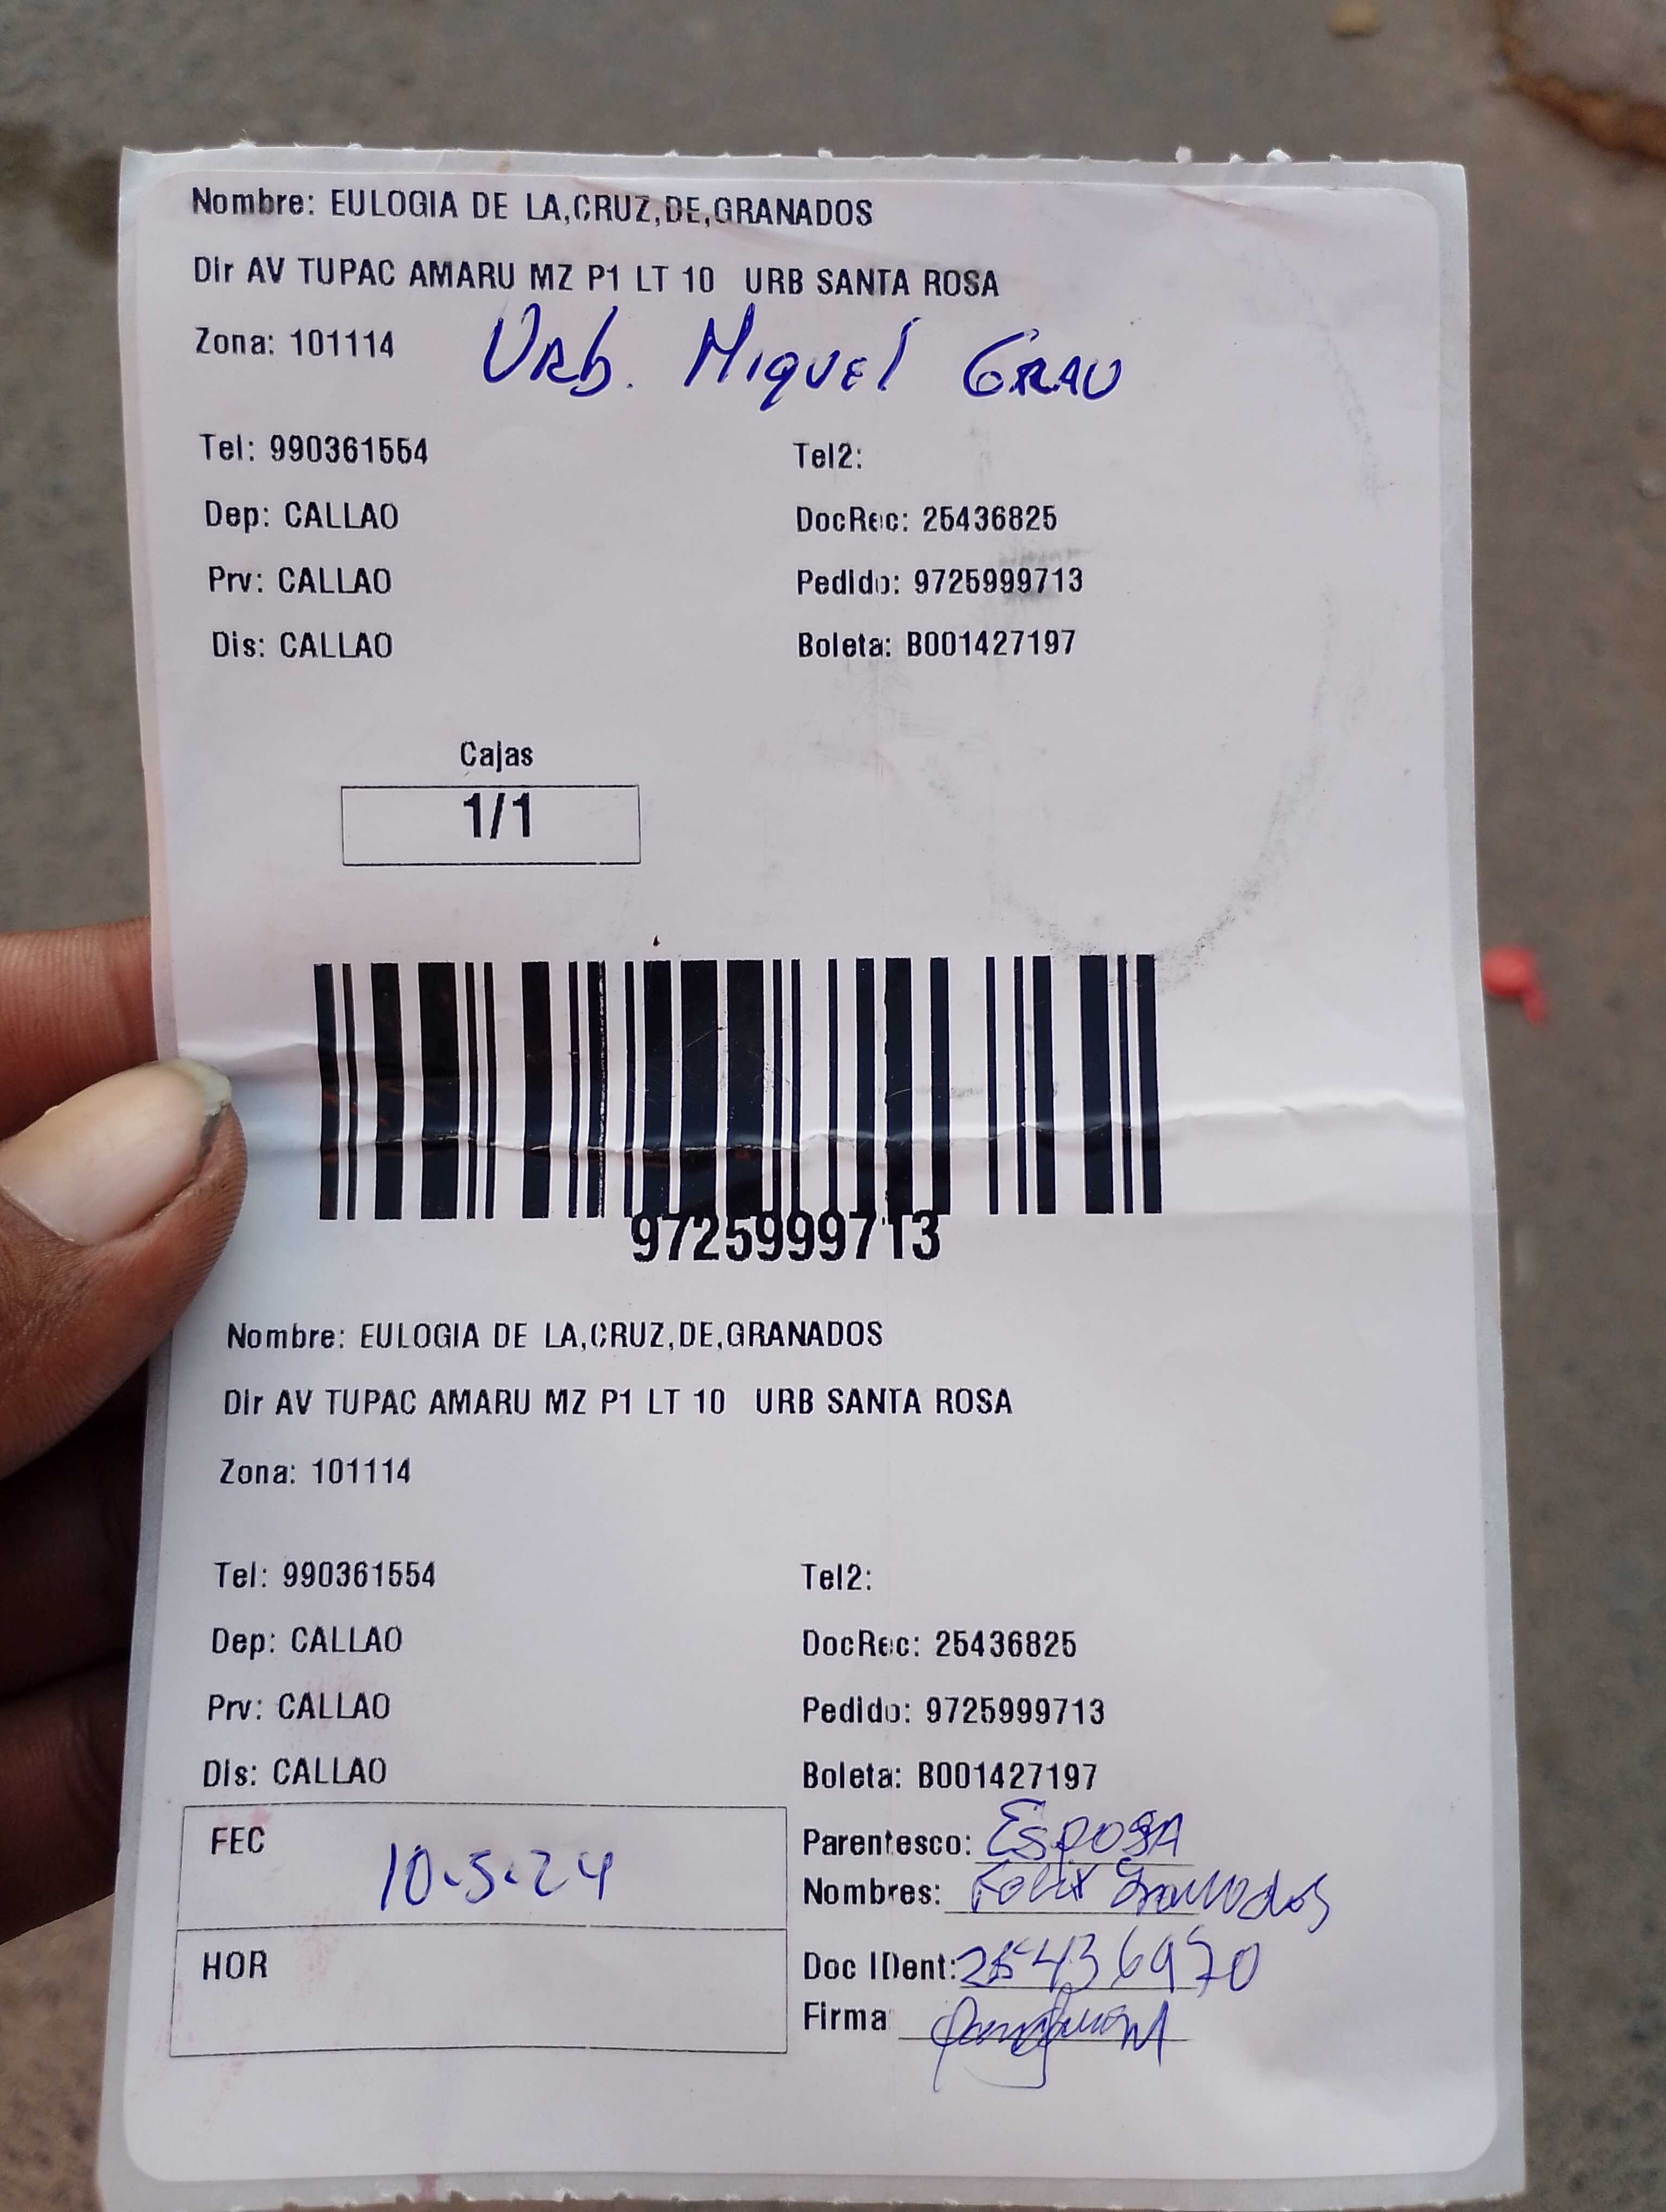 Nombre: EULOGIA DE LA,CRUZ,DE,GRANADOS
Dir AV TUPAC AMARU MZ P1 LT 10 URB SANTA ROSA
Zona: 101114 Urb. Miguel Grau
Tel: 990361554 Tel2:
Dep: CALLAO DocRec: 25436825
Prv: CALLAO Pedido: 9725999713
Dis: CALLAO Boleta: B001427197
Cajas
1/1
9725999713
Nombre: EULOGIA DE LA,CRUZ,DE,GRANADOS
Dir AV TUPAC AMARU MZ P1 LT 10 URB SANTA ROSA
Zona: 101114
Tel: 990361554 Tel2:
Dep: CALLAO DocRec: 25436825
Prv: CALLAO Pedido: 9725999713
Dis: CALLAO Boleta: B001427197
FEC 10.5.24 Parentesco: Esposa
Nombres: Felix Granados
HOR Doc IDent: 25436970
Firma